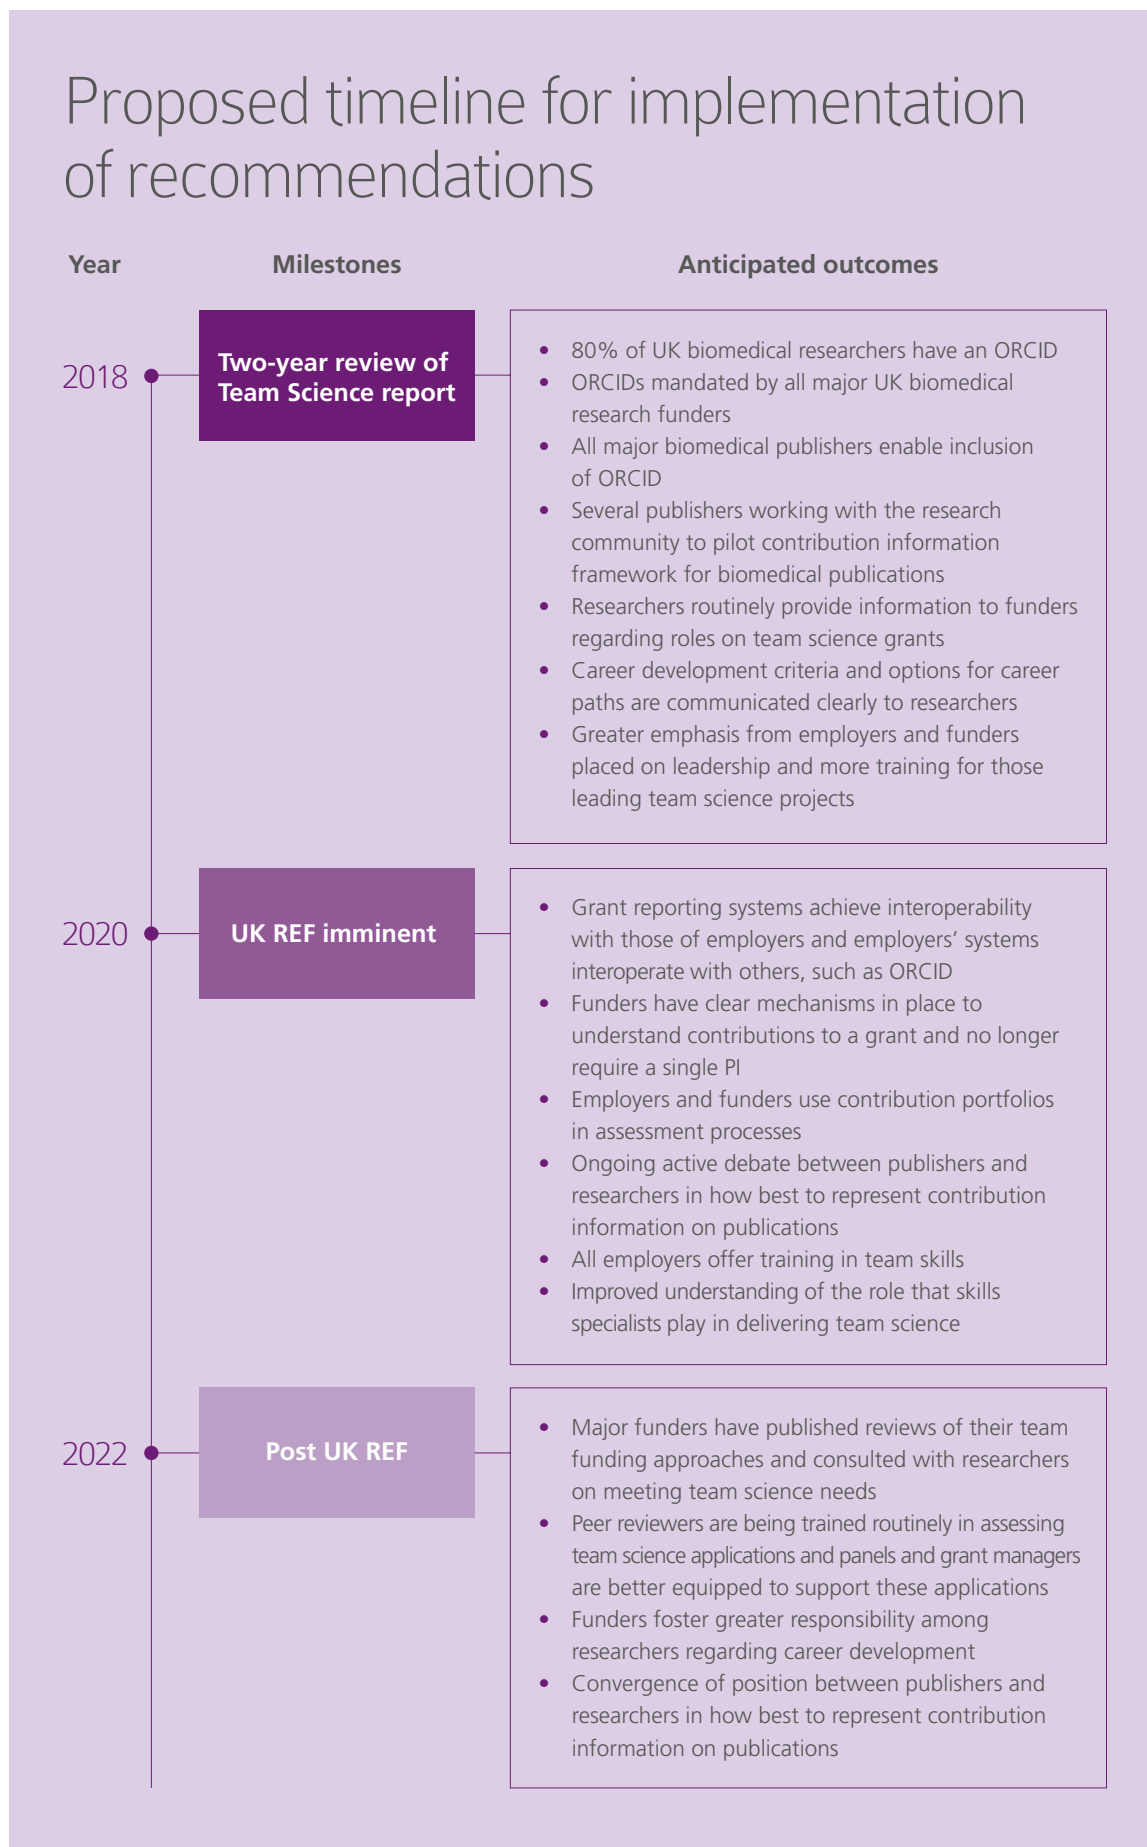 Proposed timeline for implementation
of recommendations
Year
Milestones
Anticipated outcomes
2018
Two-year review of
Team Science report
• 80% of UK biomedical researchers have an ORCID
• ORCIDs mandated by all major UK biomedical
research funders
• All major biomedical publishers enable inclusion
of ORCID
• Several publishers working with the research
community to pilot contribution information
framework for biomedical publications
• Researchers routinely provide information to funders
regarding roles on team science grants
• Career development criteria and options for career
paths are communicated clearly to researchers
• Greater emphasis from employers and funders
placed on leadership and more training for those
leading team science projects
2020
UK REF imminent
• Grant reporting systems achieve interoperability
with those of employers and employers’ systems
interoperate with others, such as ORCID
• Funders have clear mechanisms in place to
understand contributions to a grant and no longer
require a single PI
• Employers and funders use contribution portfolios
in assessment processes
• Ongoing active debate between publishers and
researchers in how best to represent contribution
information on publications
• All employers offer training in team skills
• Improved understanding of the role that skills
specialists play in delivering team science
2022
Post UK REF
• Major funders have published reviews of their team
funding approaches and consulted with researchers
on meeting team science needs
• Peer reviewers are being trained routinely in assessing
team science applications and panels and grant managers
are better equipped to support these applications
• Funders foster greater responsibility among
researchers regarding career development
• Convergence of position between publishers and
researchers in how best to represent contribution
information on publications